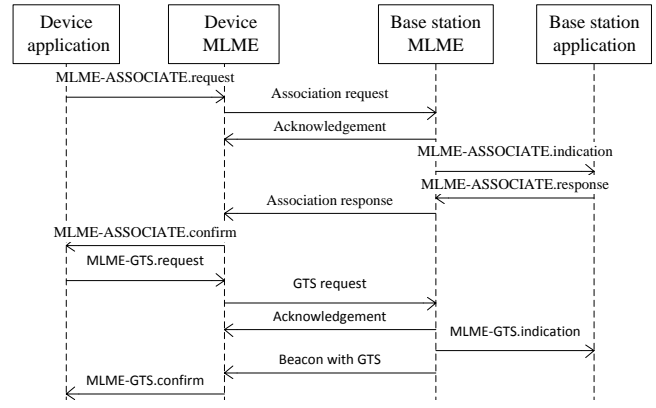 Device
application
Device
MLME
Base station
MLME
Base station
application
MLME-ASSOCIATE.request
Association request
Acknowledgement
MLME-ASSOCIATE.indication
MLME-ASSOCIATE.response
Association response
MLME-ASSOCIATE.confirm
MLME-GTS.request
GTS request
Acknowledgement
MLME-GTS.indication
Beacon with GTS
MLME-GTS.confirm